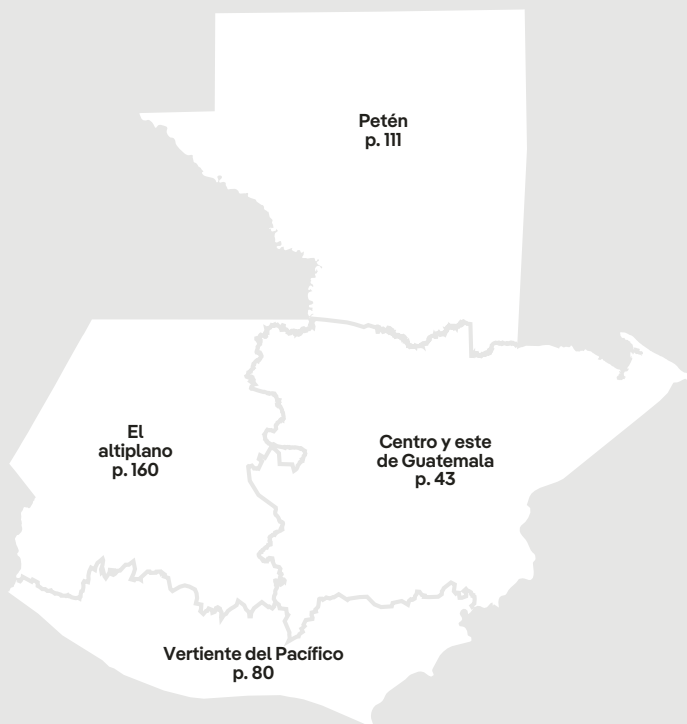 Petén
p. 111
El
altiplano
p. 160
Centro y este
de Guatemala
p. 43
Vertiente del Pacífico
p. 80